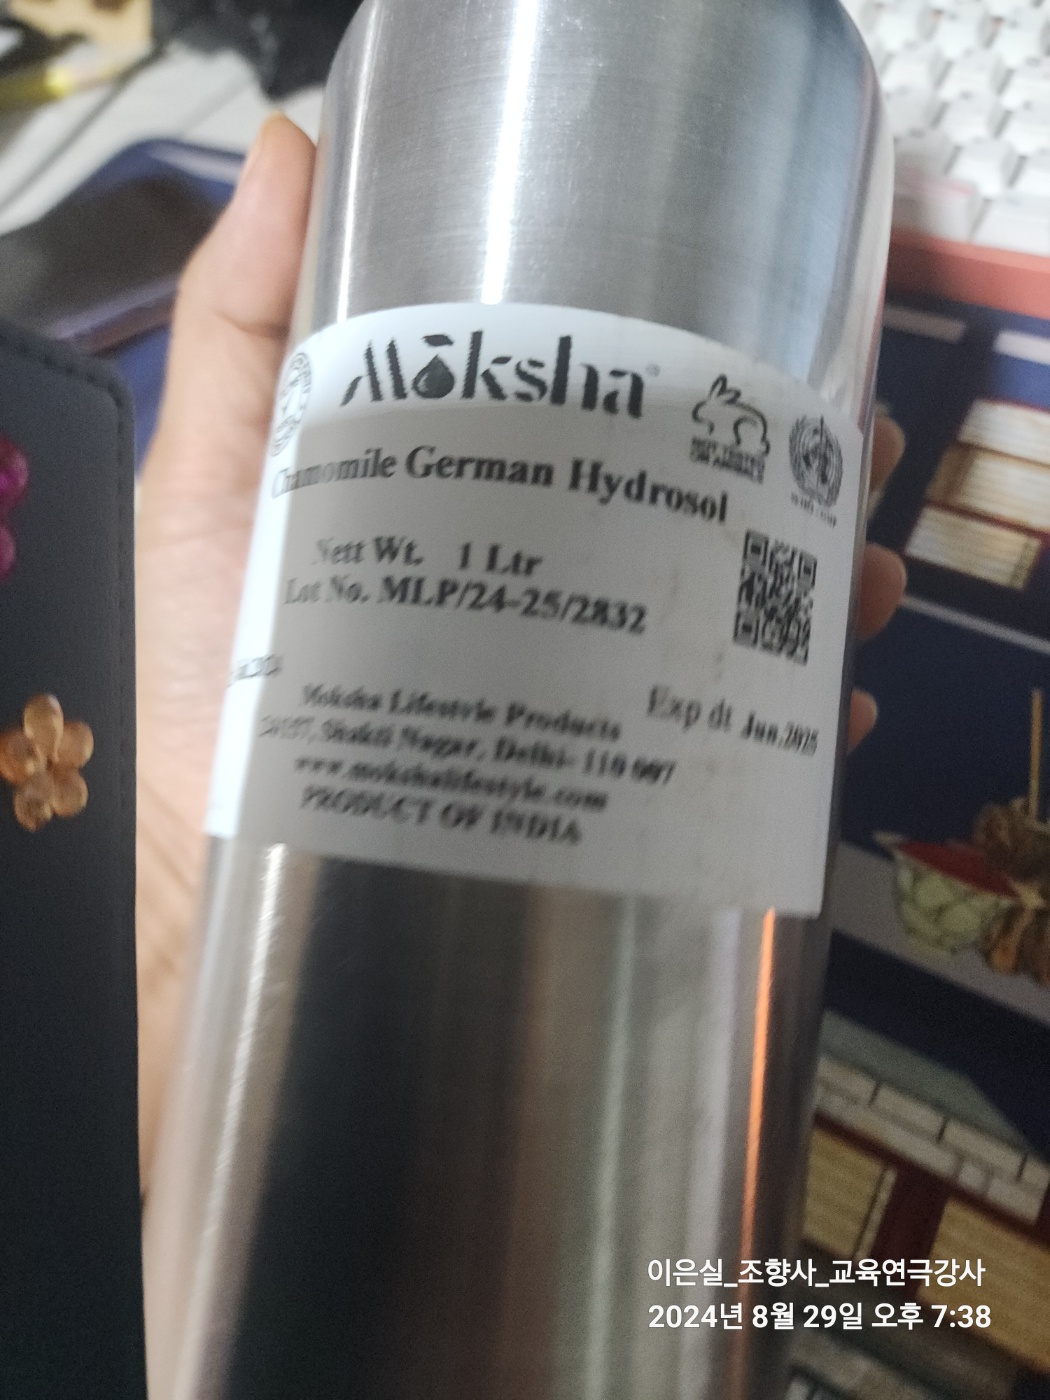 Mōksha®
Chamomile German Hydrosol
Nett Wt. 1 Ltr
Lot No. MLP/24-25/2832
Exp dt Jun.2025
Moksha Lifestyle Products
Shakti Nagar, Delhi- 110 007
www.mokshalifestyle.com
PRODUCT OF INDIA
이은실_조향사_교육연극강사
2024년 8월 29일 오후 7:38